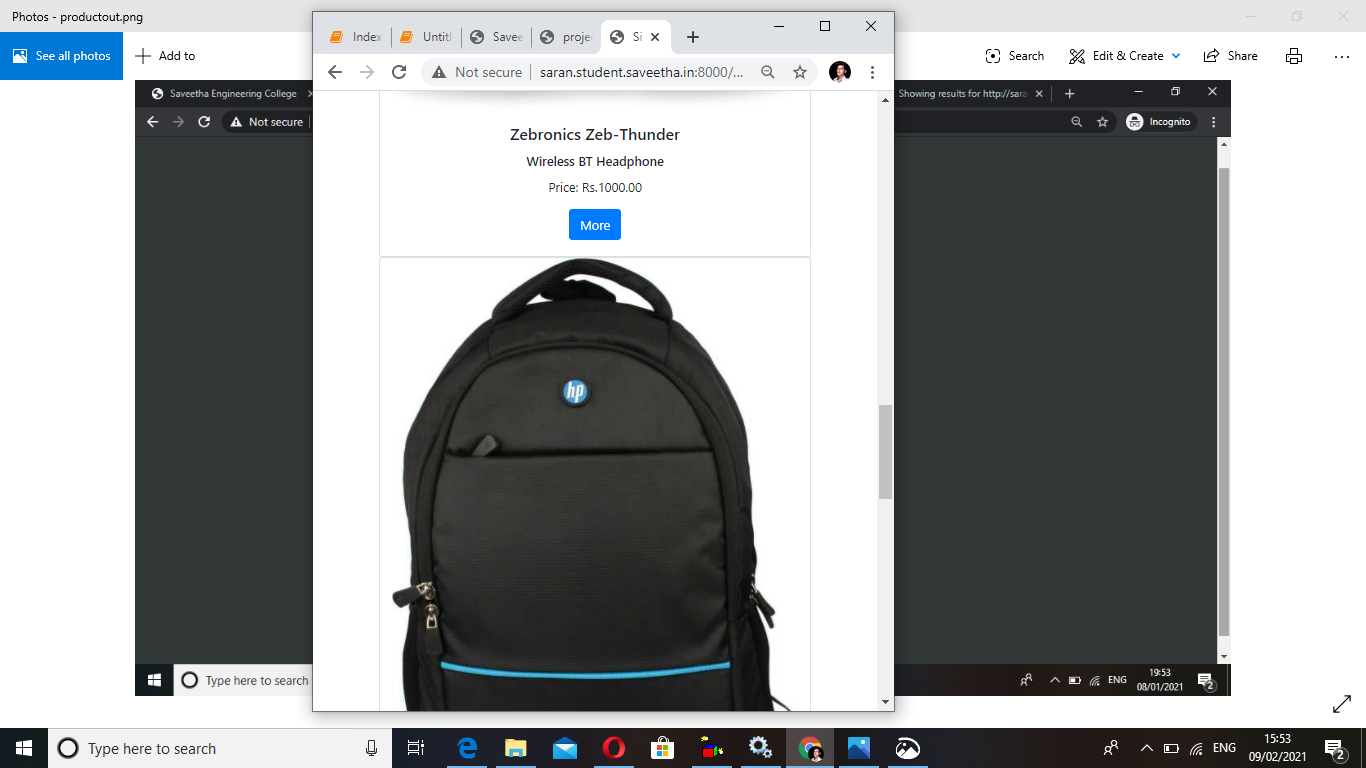 Photos - productout.png
See all photos
Add to
Search
Edit & Create
Share
Index
Untitl
Savee
projec
Si
Not secure
saran.student.saveetha.in:8000/...
Saveetha Engineering College
Not secure
Showing results for http://sara
Incognito
Zebronics Zeb-Thunder
Wireless BT Headphone
Price: Rs.1000.00
More
hp
Type here to search
ENG
19:53
08/01/2021
2
Type here to search
ENG
15:53
09/02/2021
2